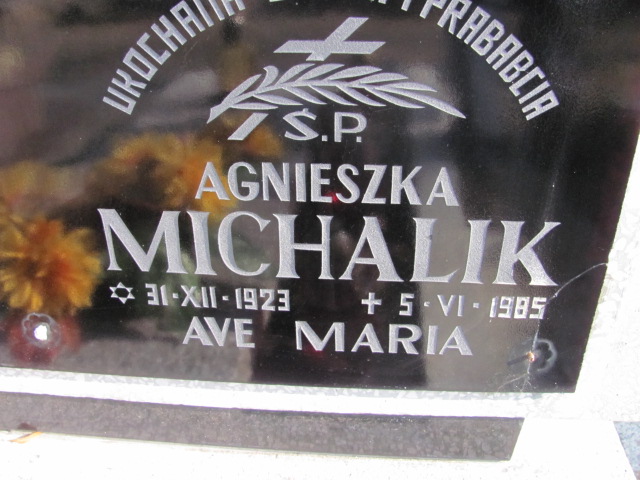 UKOCHANA PRABABCIA
Ś.P.
AGNIESZKA
MICHALIK
✡ 31·XII·1923 ✝ 5·VI·1985
AVE MARIA